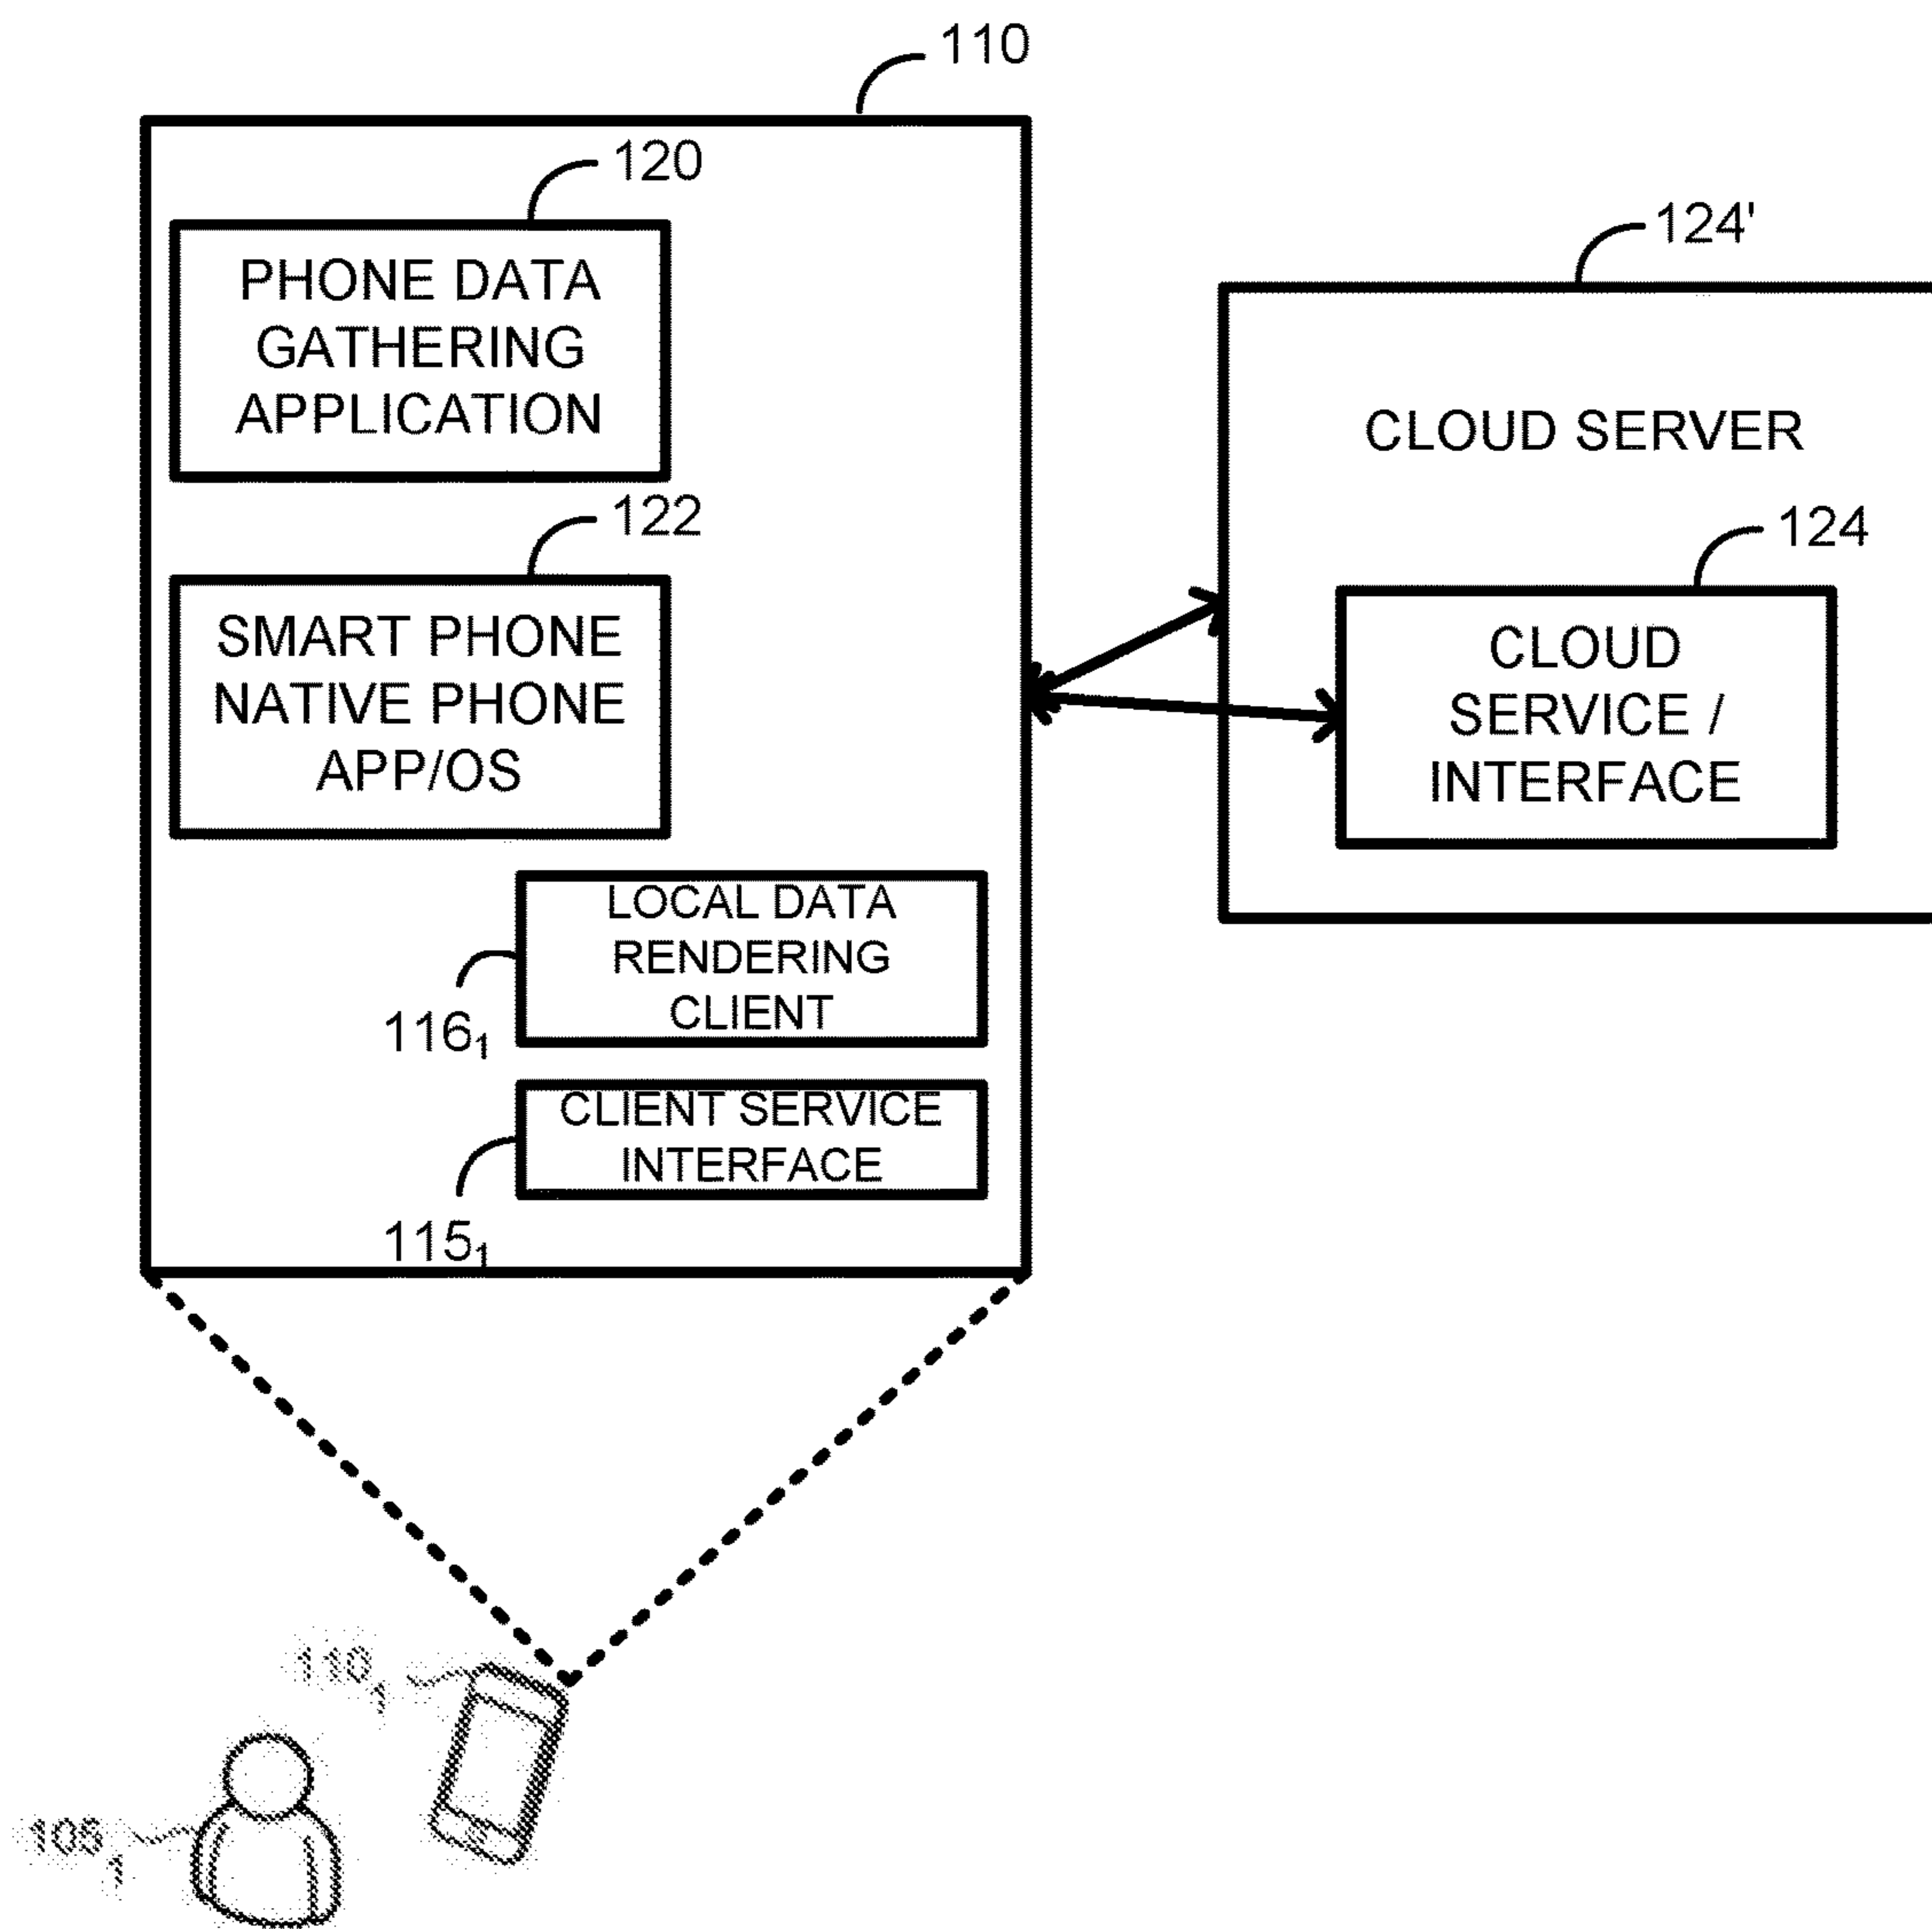 110
120
PHONE DATA
GATHERING
APPLICATION
122
SMART PHONE
NATIVE PHONE
APP/OS
LOCAL DATA
RENDERING
CLIENT
116₁
CLIENT SERVICE
INTERFACE
115₁
124'
CLOUD SERVER
124
CLOUD
SERVICE /
INTERFACE
110₁